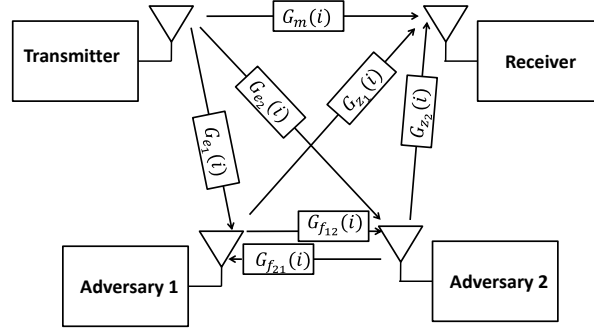 G_m(i)
Transmitter
Receiver
G_{e_1}(i)
G_{e_2}(i)
G_{z_1}(i)
G_{z_2}(i)
G_{f_{12}}(i)
G_{f_{21}}(i)
Adversary 1
Adversary 2